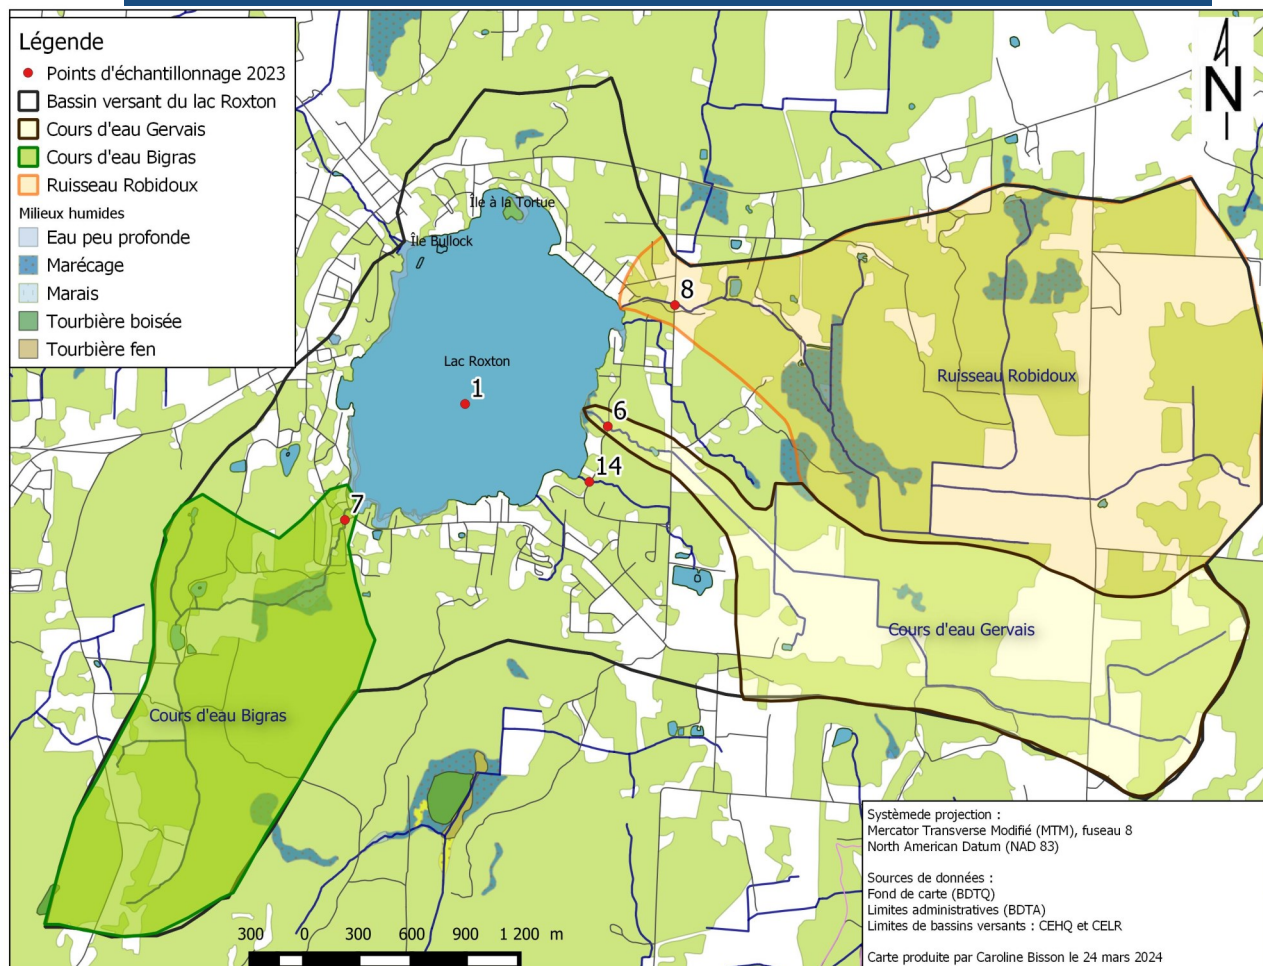 Légende
Points d'échantillonnage 2023
Bassin versant du lac Roxton
Cours d'eau Gervais
Cours d'eau Bigras
Ruisseau Robidoux
Milieux humides
Eau peu profonde
Marécage
Marais
Tourbière boisée
Tourbière fen
N
Île à la Tortue
Île Bullock
8
Lac Roxton
Ruisseau Robidoux
1
6
14
7
Cours d'eau Gervais
Cours d'eau Bigras
300 0 300 600 900 1 200 m
Systèmede projection :
Mercator Transverse Modifié (MTM), fuseau 8
North American Datum (NAD 83)
Sources de données :
Fond de carte (BDTQ)
Limites administratives (BDTA)
Limites de bassins versants : CEHQ et CELR
Carte produite par Caroline Bisson le 24 mars 2024